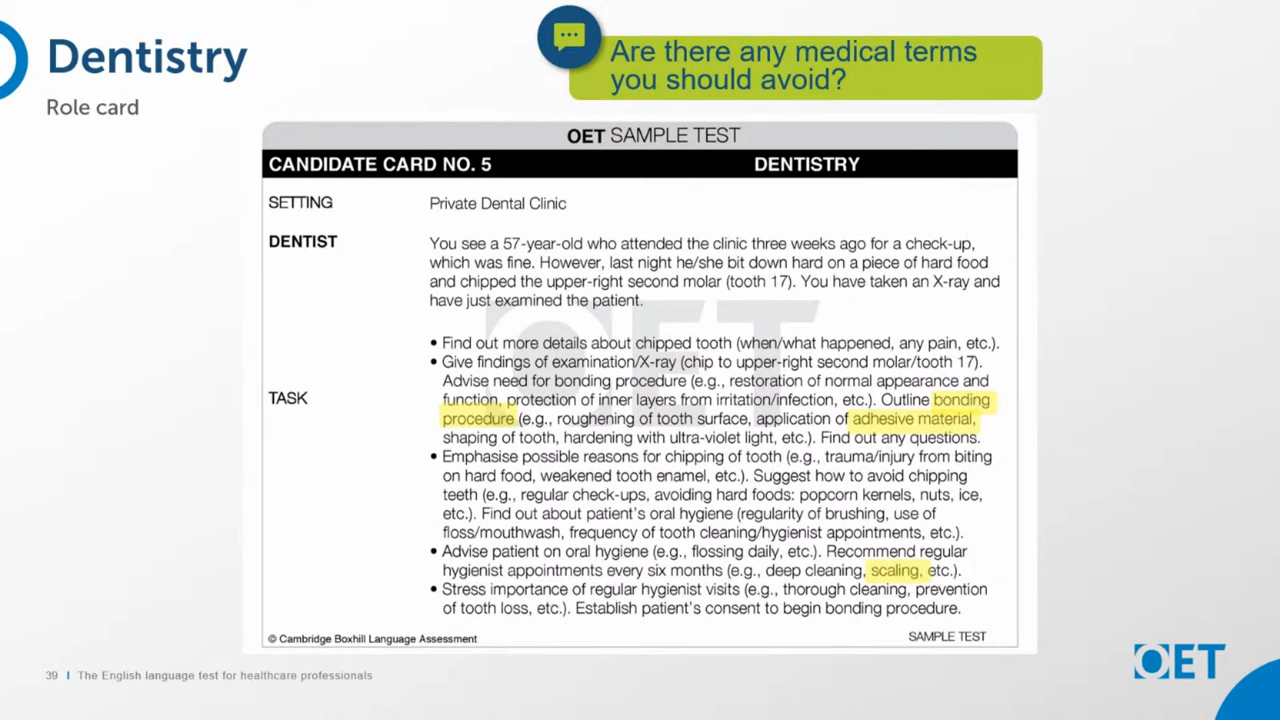 Dentistry
Role card
Are there any medical terms
you should avoid?
OET SAMPLE TEST
CANDIDATE CARD NO. 5 DENTISTRY
SETTING Private Dental Clinic
DENTIST You see a 57-year-old who attended the clinic three weeks ago for a check-up,
which was fine. However, last night he/she bit down hard on a piece of hard food
and chipped the upper-right second molar (tooth 17). You have taken an X-ray and
have just examined the patient.
• Find out more details about chipped tooth (when/what happened, any pain, etc.).
• Give findings of examination/X-ray (chip to upper-right second molar/tooth 17).
Advise need for bonding procedure (e.g., restoration of normal appearance and
TASK function, protection of inner layers from irritation/infection, etc.). Outline bonding
procedure (e.g., roughening of tooth surface, application of adhesive material,
shaping of tooth, hardening with ultra-violet light, etc.). Find out any questions.
• Emphasise possible reasons for chipping of tooth (e.g., trauma/injury from biting
on hard food, weakened tooth enamel, etc.). Suggest how to avoid chipping
teeth (e.g., regular check-ups, avoiding hard foods: popcorn kernels, nuts, ice,
etc.). Find out about patient's oral hygiene (regularity of brushing, use of
floss/mouthwash, frequency of tooth cleaning/hygienist appointments, etc.).
• Advise patient on oral hygiene (e.g., flossing daily, etc.). Recommend regular
hygienist appointments every six months (e.g., deep cleaning, scaling, etc.).
• Stress importance of regular hygienist visits (e.g., thorough cleaning, prevention
of tooth loss, etc.). Establish patient's consent to begin bonding procedure.
© Cambridge Boxhill Language Assessment SAMPLE TEST
OET
39 | The English language test for healthcare professionals
OET